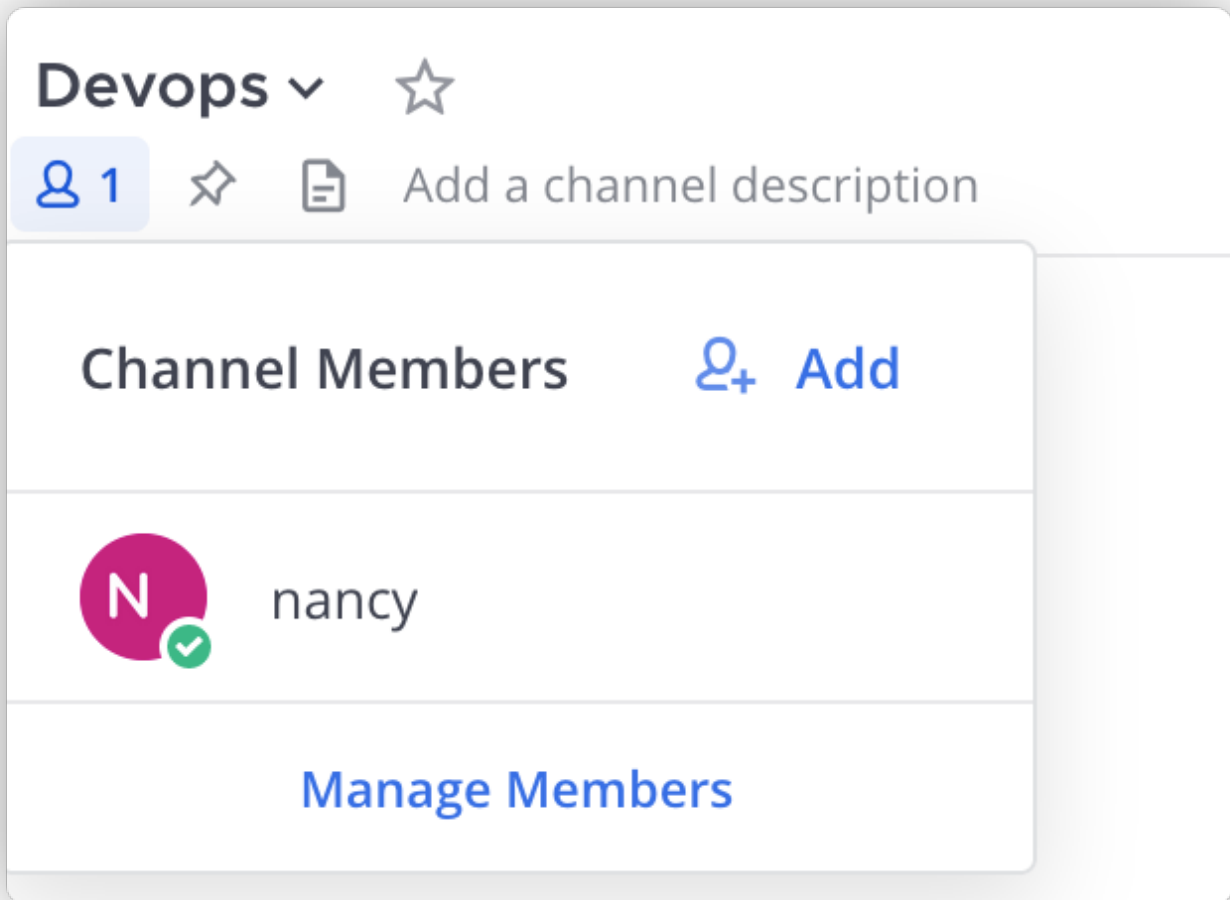 Devops
1 Add a channel description
Channel Members Add
N nancy
Manage Members